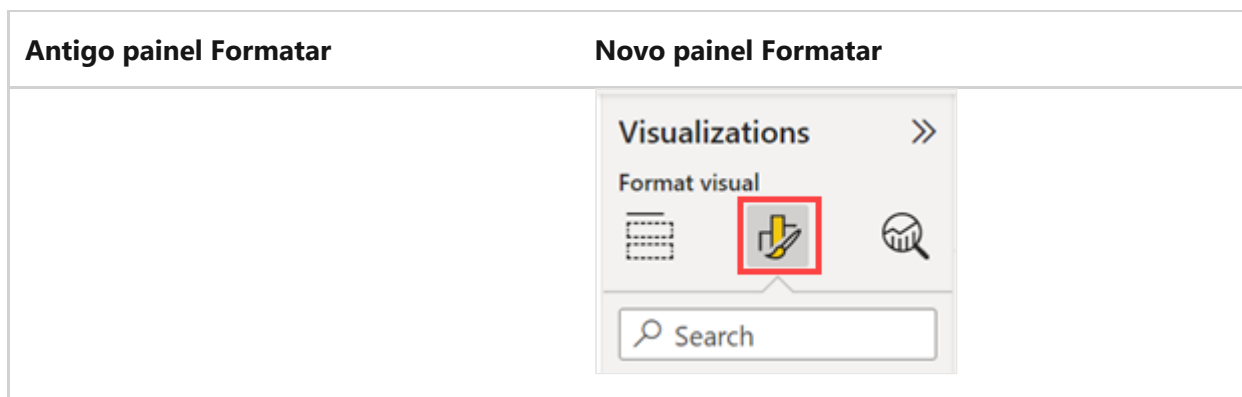 Antigo painel Formatar
Novo painel Formatar
Visualizations
Format visual
Search